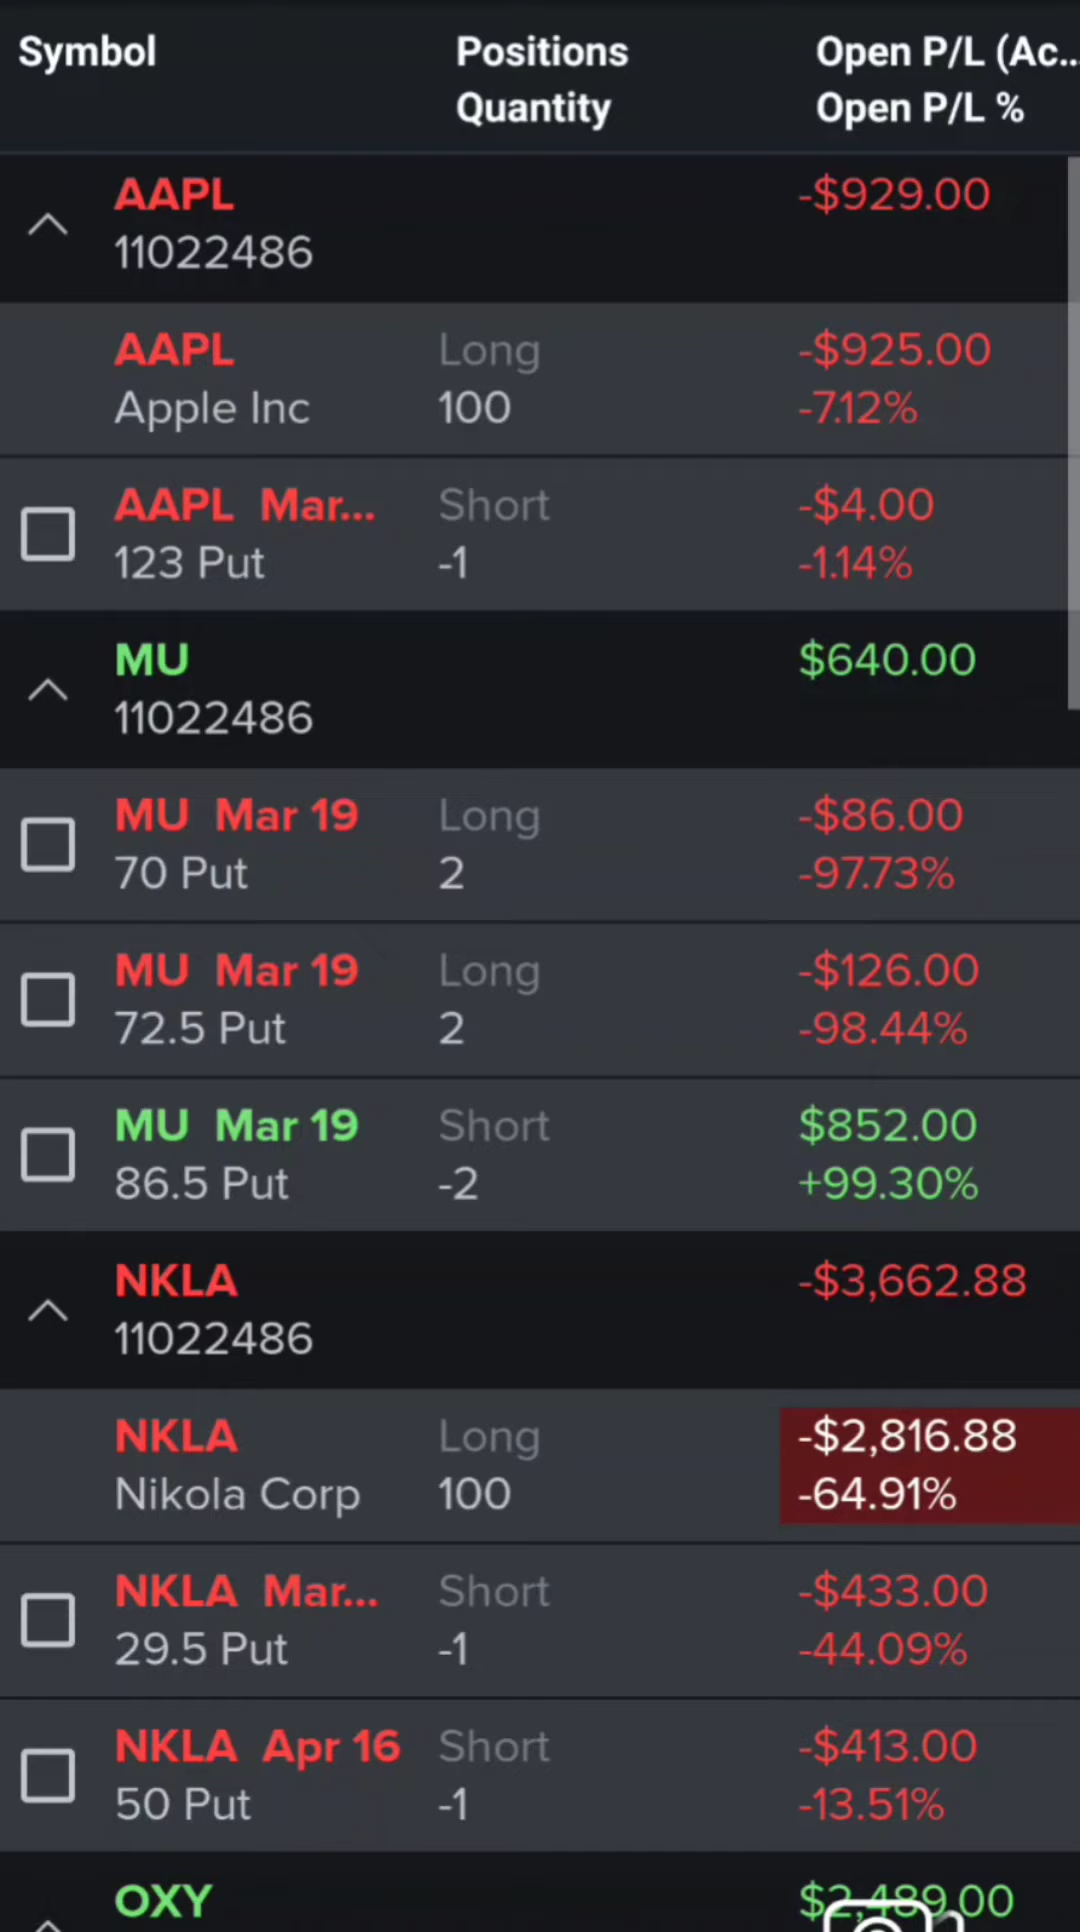 Symbol Positions Open P/L (Ac...
Quantity Open P/L %
AAPL -$929.00
11022486
AAPL Long -$925.00
Apple Inc 100 -7.12%
AAPL Mar... Short -$4.00
123 Put -1 -1.14%
MU $640.00
11022486
MU Mar 19 Long -$86.00
70 Put 2 -97.73%
MU Mar 19 Long -$126.00
72.5 Put 2 -98.44%
MU Mar 19 Short $852.00
86.5 Put -2 +99.30%
NKLA -$3,662.88
11022486
NKLA Long -$2,816.88
Nikola Corp 100 -64.91%
NKLA Mar... Short -$433.00
29.5 Put -1 -44.09%
NKLA Apr 16 Short -$413.00
50 Put -1 -13.51%
OXY $2,489.00